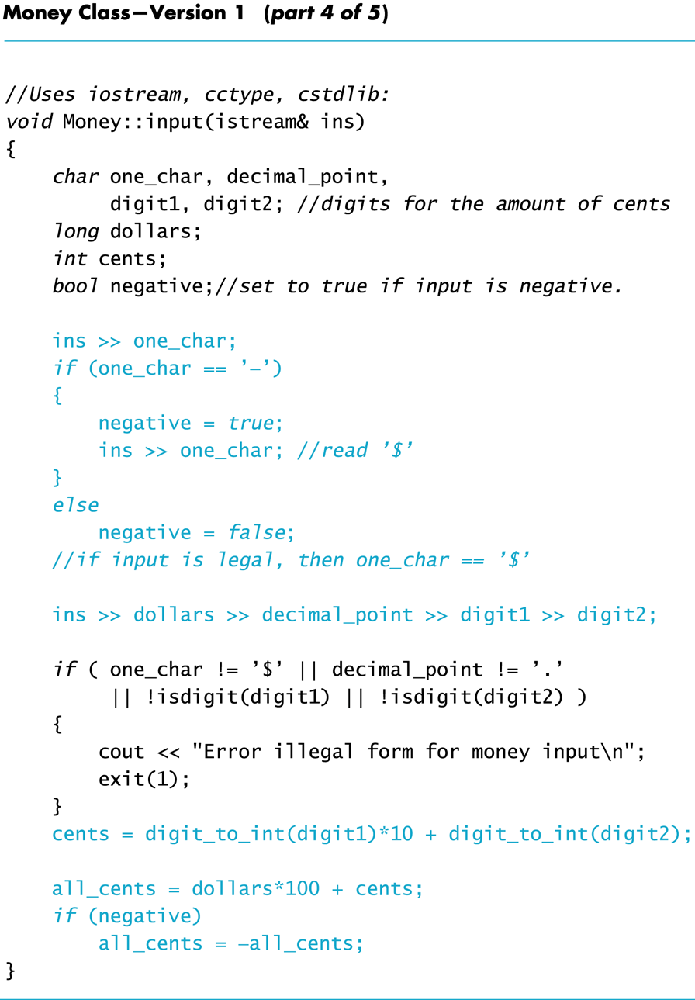 Money Class—Version 1 (part 4 of 5)
//Uses iostream, cctype, cstdlib:
void Money::input(istream& ins)
{
    char one_char, decimal_point,
         digit1, digit2; //digits for the amount of cents
    long dollars;
    int cents;
    bool negative;//set to true if input is negative.

    ins >> one_char;
    if (one_char == ’–’)
    {
        negative = true;
        ins >> one_char; //read ’$’
    }
    else
        negative = false;
    //if input is legal, then one_char == ’$’

    ins >> dollars >> decimal_point >> digit1 >> digit2;

    if ( one_char != ’$’ || decimal_point != ’.’
         || !isdigit(digit1) || !isdigit(digit2) )
    {
        cout << "Error illegal form for money input\n";
        exit(1);
    }
    cents = digit_to_int(digit1)*10 + digit_to_int(digit2);

    all_cents = dollars*100 + cents;
    if (negative)
        all_cents = –all_cents;
}